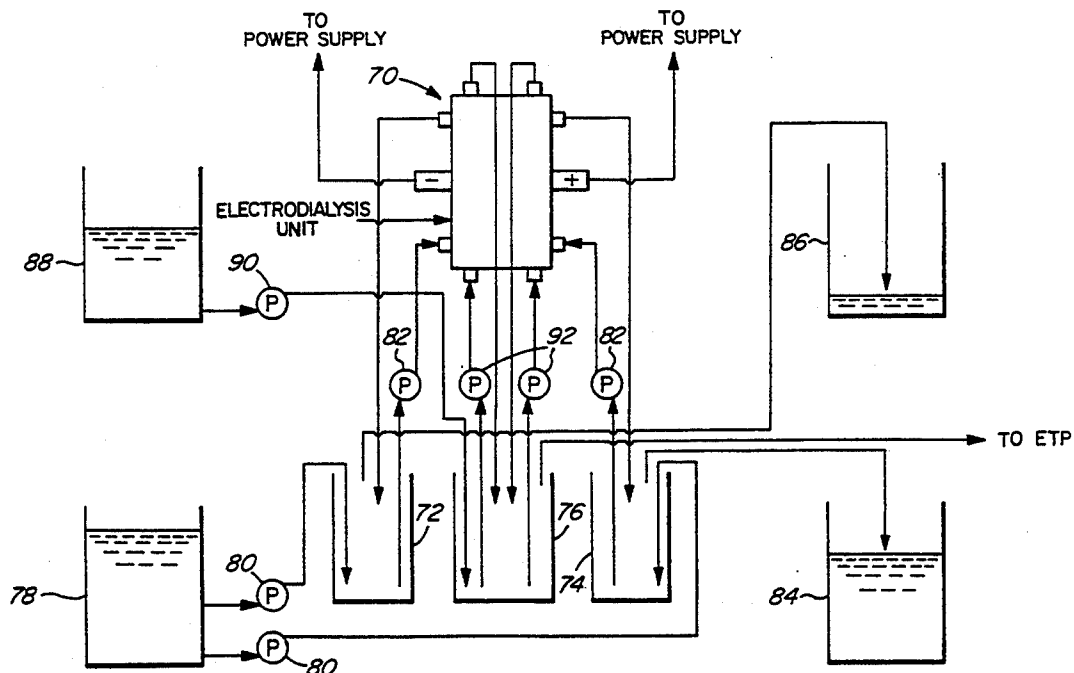 TO
POWER SUPPLY
TO
POWER SUPPLY
70
−
+
ELECTRODIALYSIS
UNIT
88
90
P
86
82
92
82
P
P
P
P
TO ETP
72
76
74
78
80
P
P
80
84